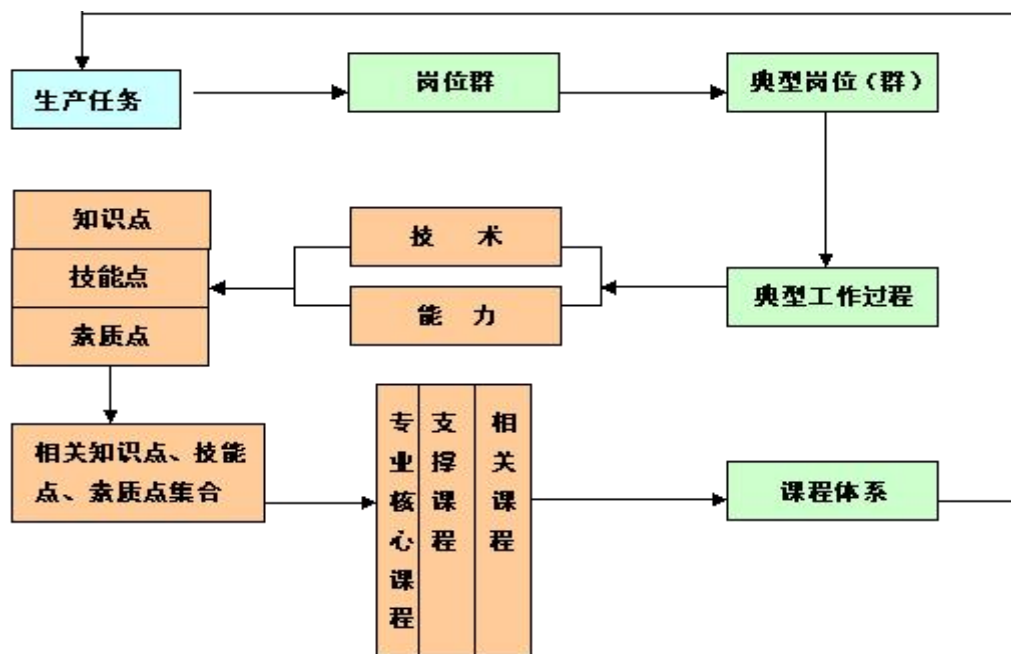 生产任务
岗位群
典型岗位（群）
知识点
技能点
素质点
技 术
能 力
典型工作过程
相关知识点、技能
点、素质点集合
专业核心课程
支撑课程
相关课程
课程体系